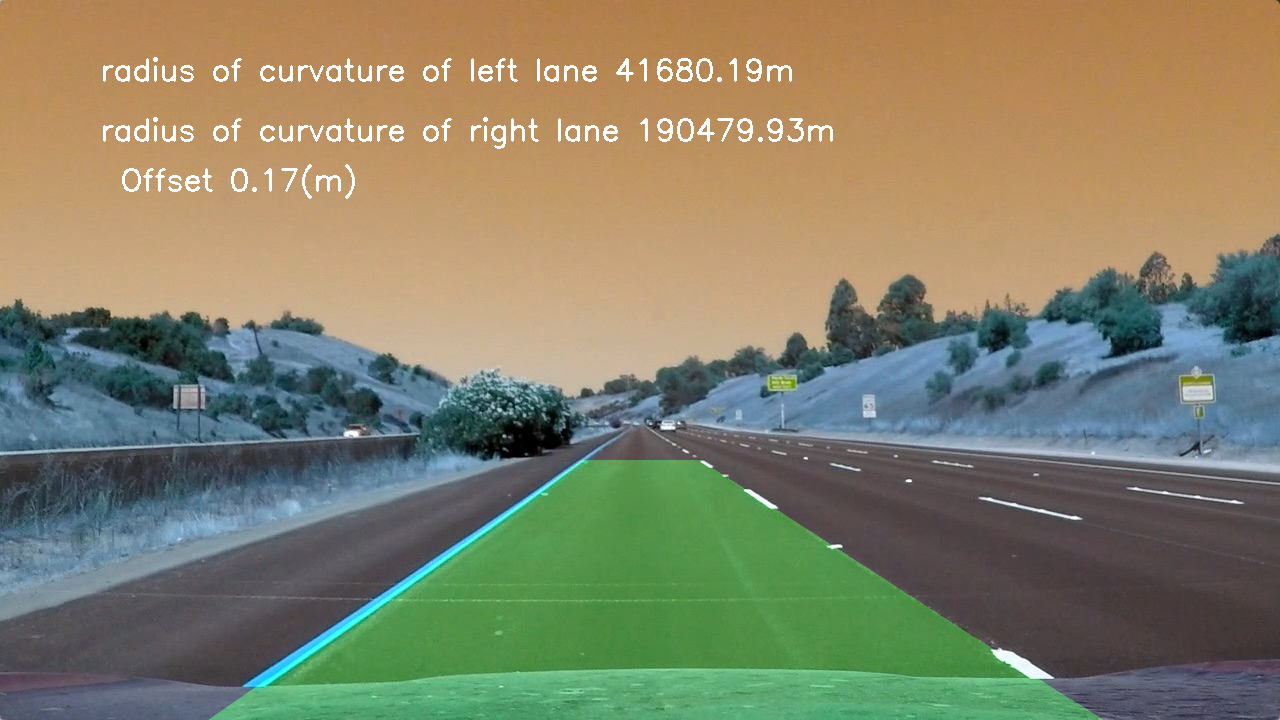 radius of curvature of left lane 41680.19m
radius of curvature of right lane 190479.93m
Offset 0.17(m)